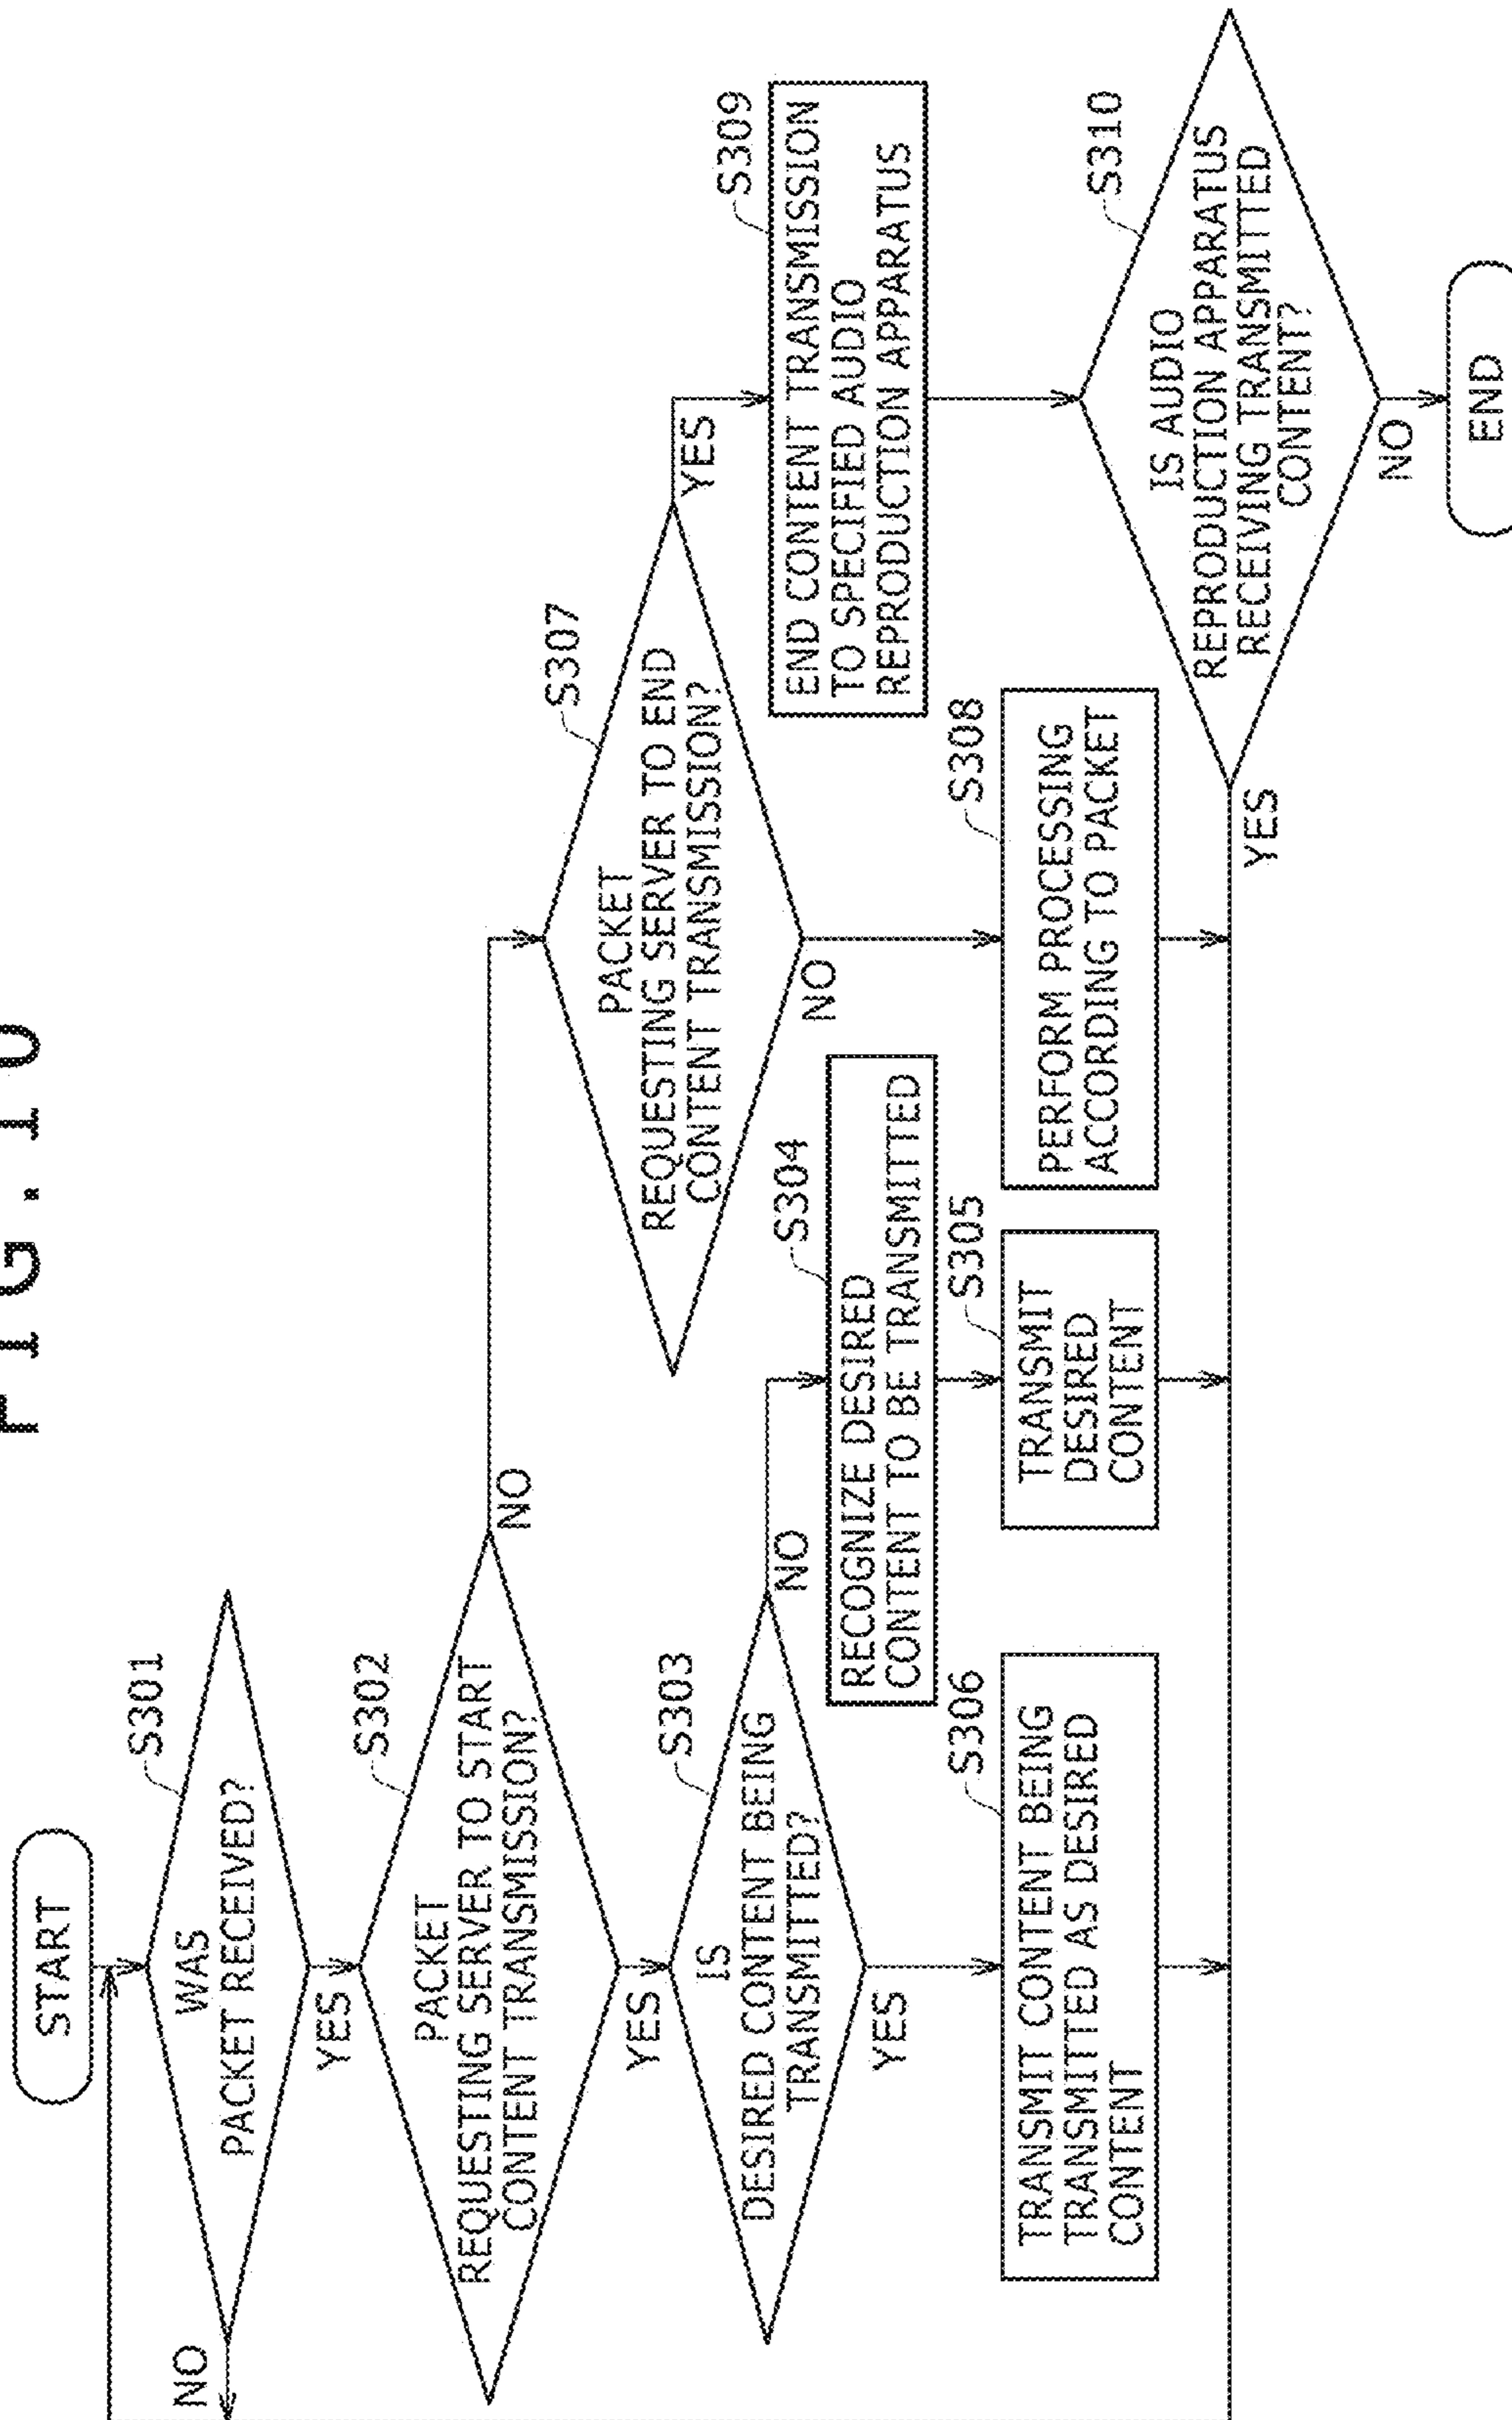 FIG. 10
START
S301
WAS
PACKET RECEIVED?
NO
YES
S302
PACKET
REQUESTING SERVER TO START
CONTENT TRANSMISSION?
NO
YES
S303
IS
DESIRED CONTENT BEING
TRANSMITTED?
NO
YES
S304
RECOGNIZE DESIRED
CONTENT TO BE TRANSMITTED
S305
TRANSMIT
DESIRED
CONTENT
S306
TRANSMIT CONTENT BEING
TRANSMITTED AS DESIRED
CONTENT
S307
PACKET
REQUESTING SERVER TO END
CONTENT TRANSMISSION?
YES
NO
S308
PERFORM PROCESSING
ACCORDING TO PACKET
S309
END CONTENT TRANSMISSION
TO SPECIFIED AUDIO
REPRODUCTION APPARATUS
S310
IS AUDIO
REPRODUCTION APPARATUS
RECEIVING TRANSMITTED
CONTENT?
YES
NO
END